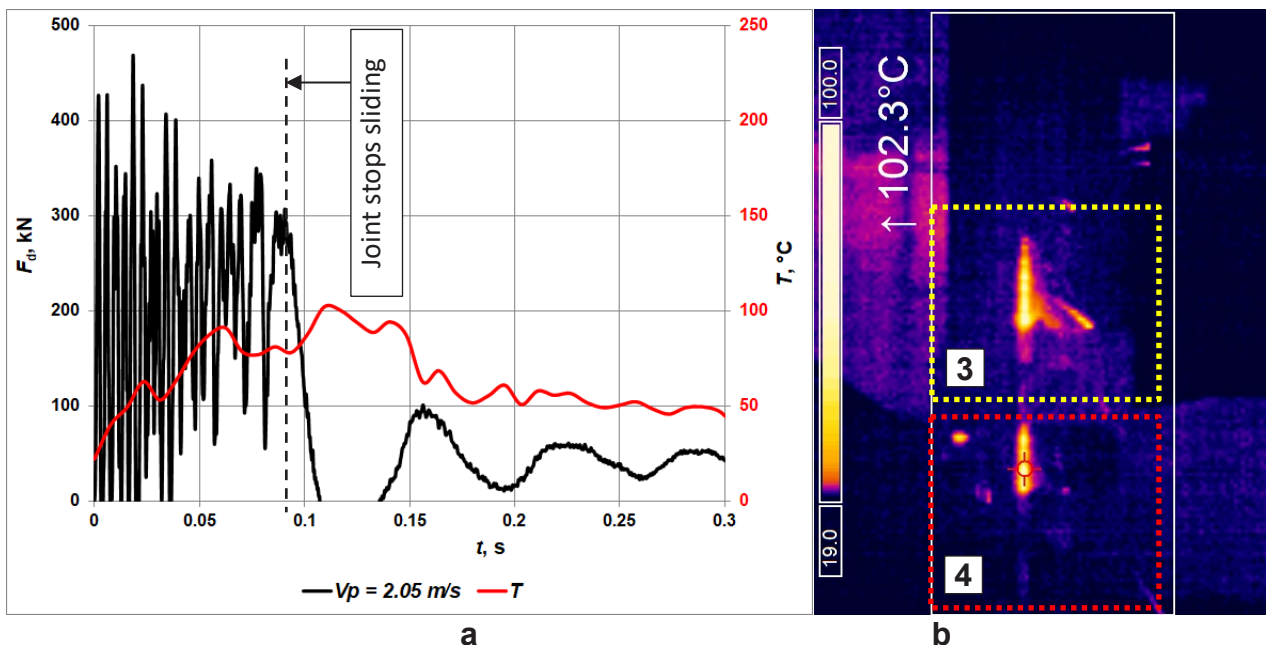 500
400
300
200
100
0
Fd, kN
250
200
150
100
50
0
T, °C
Joint stops sliding
0 0.05 0.1 0.15 0.2 0.25 0.3
t, s
Vp = 2.05 m/s T
a
100.0
19.0
↑ 102.3°C
3
4
b